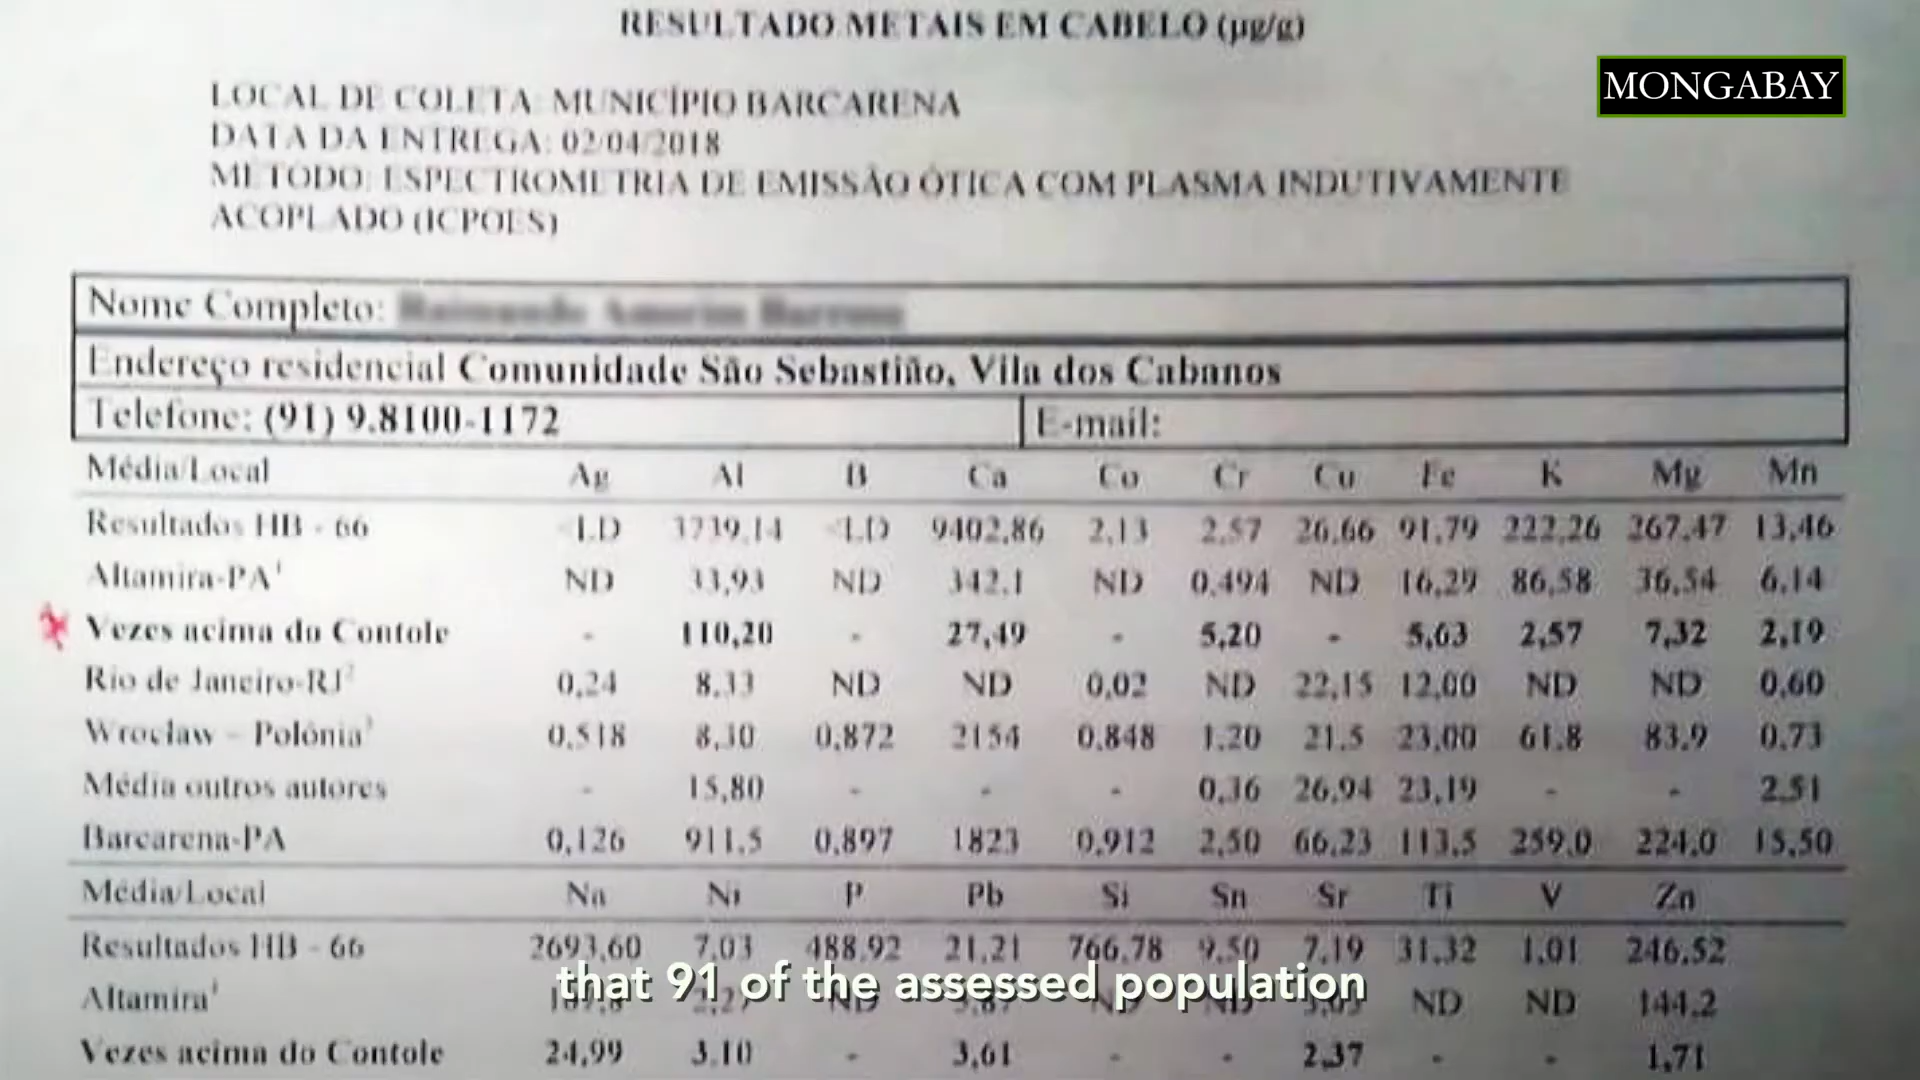 RESULTADO METAIS EM CABELO (µg/g)
MONGABAY
LOCAL DE COLETA: MUNICÍPIO BARCARENA
DATA DA ENTREGA: 02/04/2018
MÉTODO: ESPECTROMETRIA DE EMISSÃO ÓTICA COM PLASMA INDUTIVAMENTE
ACOPLADO (ICPOES)
Nome Completo:
Endereço residencial Comunidade São Sebastião, Vila dos Cabanos
Telefone: (91) 9.8100-1172 E-mail:
Média/Local Ag Al B Ca Co Cr Cu Fe K Mg Mn
Resultados HB - 66 <LD 3739,14 <LD 9402,86 2,13 2,57 26,66 91,79 222,26 267,47 13,46
Altamira-PA¹ ND 33,93 ND 342,1 ND 0,494 ND 16,29 86,58 36,54 6,14
Vezes acima do Contole - 110,20 - 27,49 - 5,20 - 5,63 2,57 7,32 2,19
Rio de Janeiro-RJ² 0,24 8,33 ND ND 0,02 ND 22,15 12,00 ND ND 0,60
Wroclaw – Polónia³ 0,518 8,30 0,872 2154 0,848 1,20 21,5 23,00 61,8 83,9 0,73
Média outros autores - 15,80 - - - 0,36 26,94 23,19 - - 2,51
Barcarena-PA 0,126 911,5 0,897 1823 0,912 2,50 66,23 113,5 259,0 224,0 15,50
Média/Local Na Ni P Pb Si Sn Sr Ti V Zn
Resultados HB - 66 2693,60 7,03 488,92 21,21 766,78 9,50 7,19 31,32 1,01 246,52
Altamira¹ ND ND ND 144,2
that 91 of the assessed population
Vezes acima do Contole 24,99 3,10 - 3,61 - - 2,37 - - 1,71